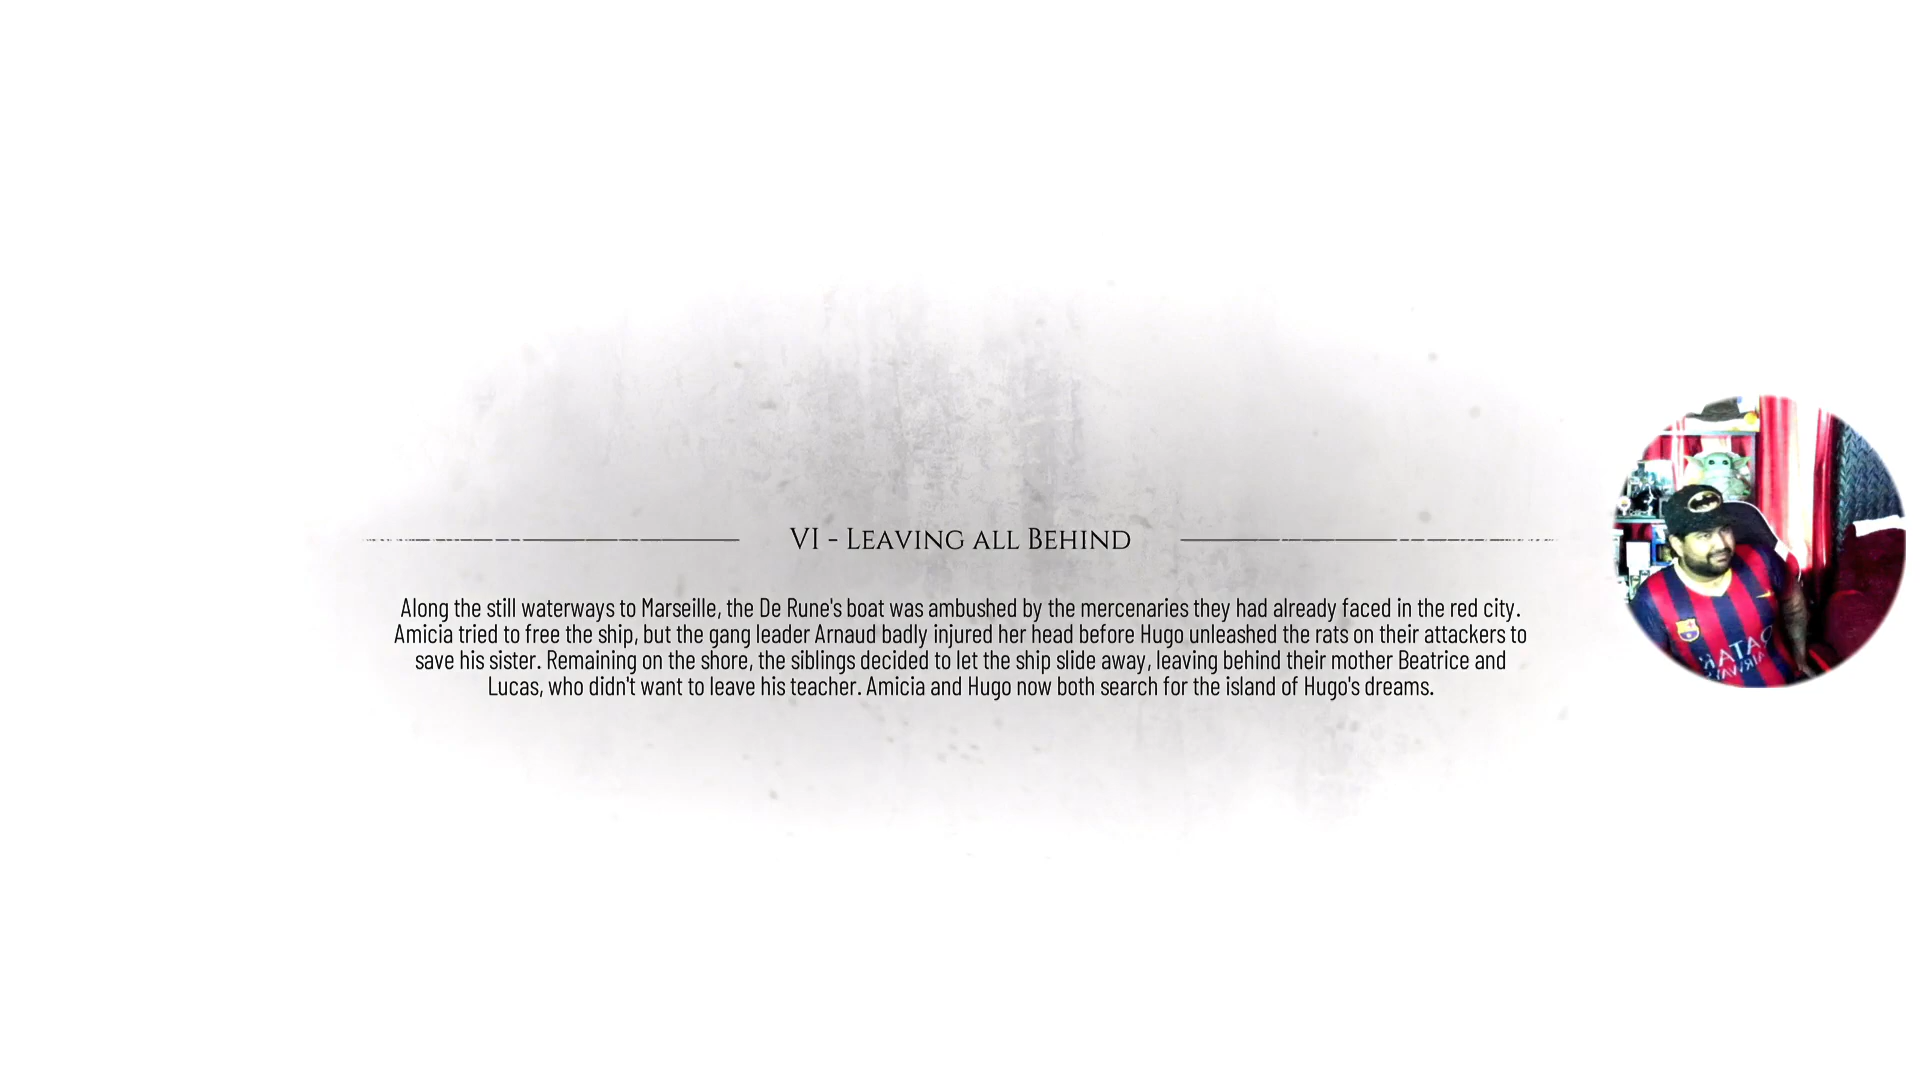 VI - Leaving all Behind
Along the still waterways to Marseille, the De Rune's boat was ambushed by the mercenaries they had already faced in the red city.
Amicia tried to free the ship, but the gang leader Arnaud badly injured her head before Hugo unleashed the rats on their attackers to
save his sister. Remaining on the shore, the siblings decided to let the ship slide away, leaving behind their mother Beatrice and
Lucas, who didn't want to leave his teacher. Amicia and Hugo now both search for the island of Hugo's dreams.
QATAR
AIRWAYS